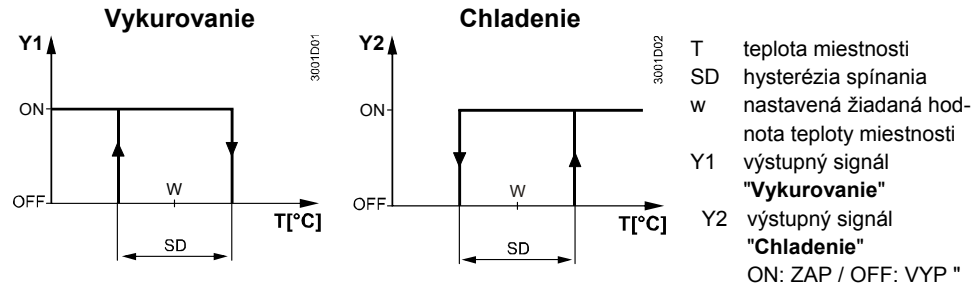 Vykurovanie
Y1
3001D01
ON
OFF
W
T[°C]
SD
Chladenie
Y2
3001D02
ON
OFF
W
T[°C]
SD
T teplota miestnosti
SD hysterézia spínania
w nastavená žiadaná hod-
nota teploty miestnosti
Y1 výstupný signál
"Vykurovanie"
Y2 výstupný signál
"Chladenie"
ON: ZAP / OFF: VYP "